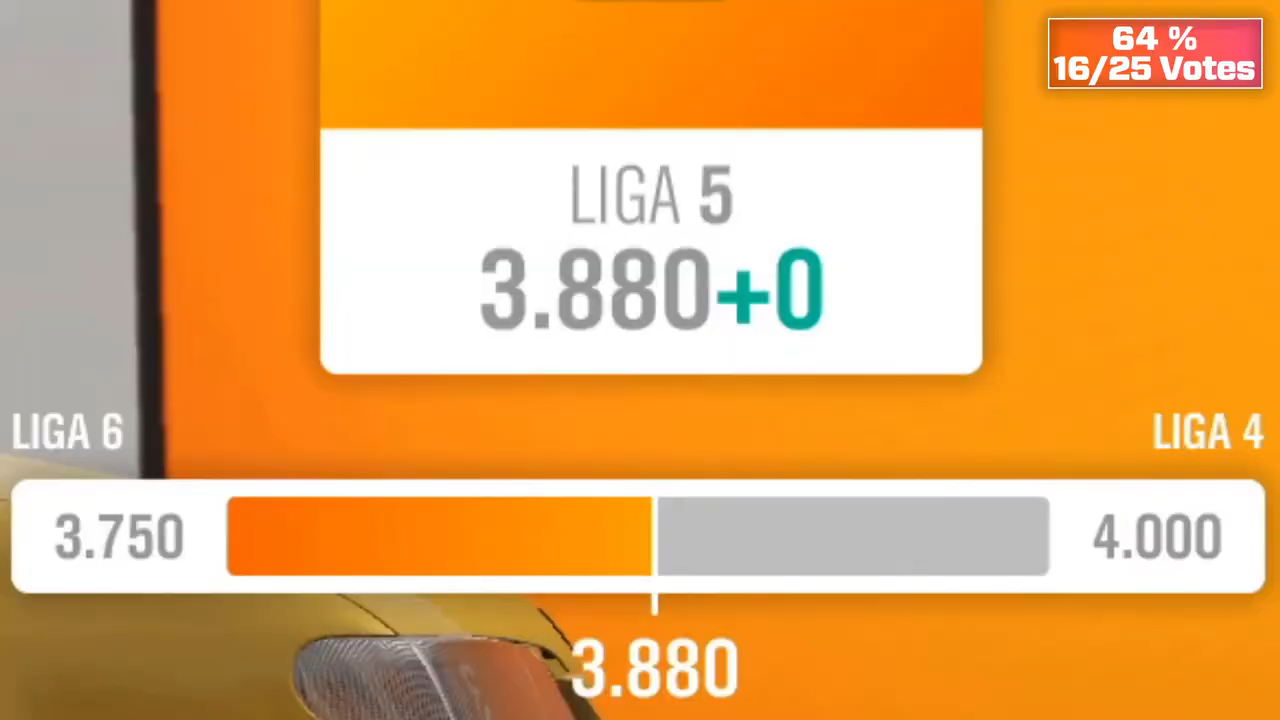 64 %
16/25 Votes
LIGA 5
3.880+0
LIGA 6
LIGA 4
3.750
4.000
3.880